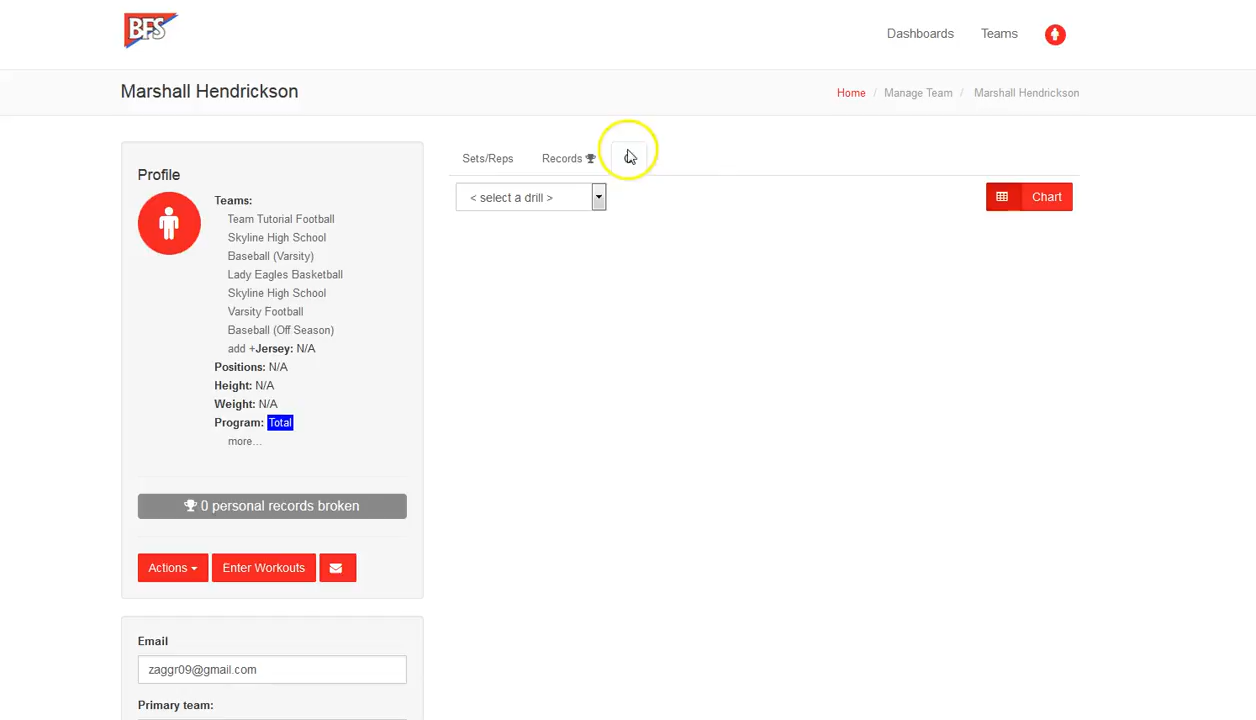 BFS
Dashboards
Teams
Marshall Hendrickson
Home / Manage Team / Marshall Hendrickson
Profile
Teams:
Team Tutorial Football
Skyline High School
Baseball (Varsity)
Lady Eagles Basketball
Skyline High School
Varsity Football
Baseball (Off Season)
add +Jersey: N/A
Positions: N/A
Height: N/A
Weight: N/A
Program: Total
more...
0 personal records broken
Actions
Enter Workouts
Email
zaggr09@gmail.com
Primary team:
Sets/Reps
Records
< select a drill >
Chart